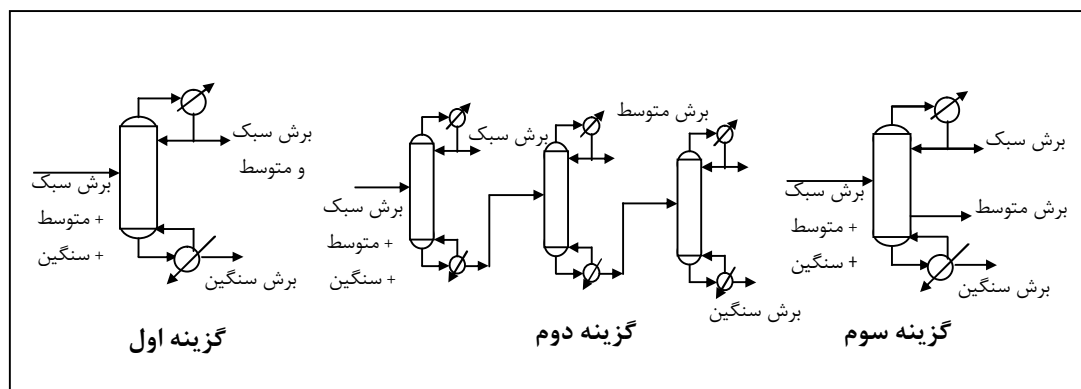 برش سبک
و متوسط
برش سبک
+ متوسط
+ سنگین
برش سنگین
گزینه اول
برش سبک
برش متوسط
برش سبک
+ متوسط
+ سنگین
برش سنگین
گزینه دوم
برش سبک
برش سبک
+ متوسط
+ سنگین
برش متوسط
برش سنگین
گزینه سوم